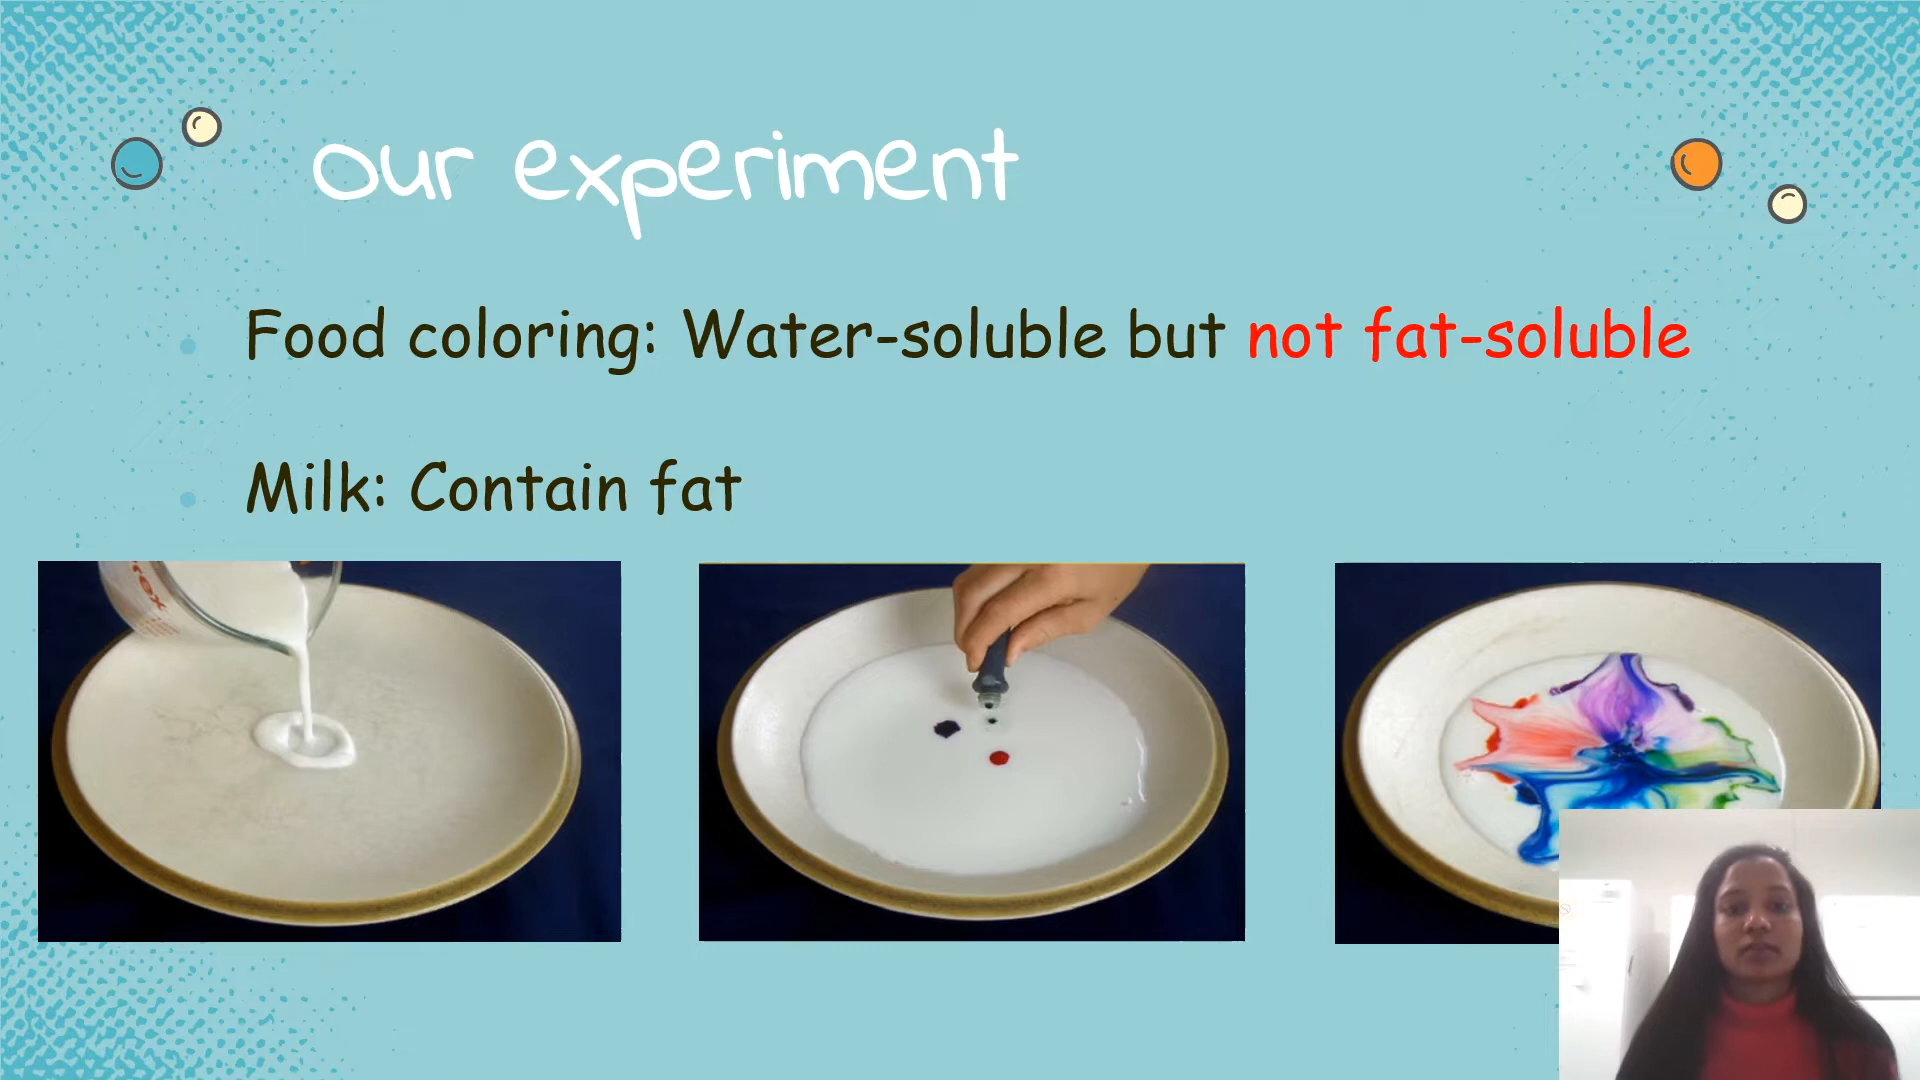 our experiment
Food coloring: Water-soluble but not fat-soluble
Milk: Contain fat